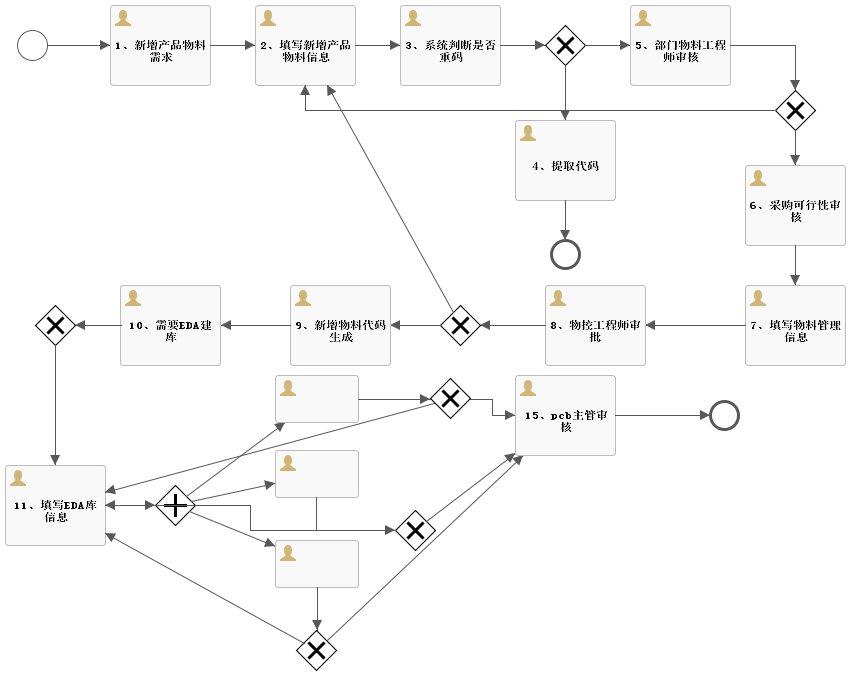 1、新增产品物料
需求
2、填写新增产品
物料信息
3、系统判断是否
重码
5、部门物料工程
师审核
4、提取代码
6、采购可行性审
核
7、填写物料管理
信息
8、物控工程师审
批
9、新增物料代码
生成
10、需要EDA建
库
11、填写EDA库
信息
15、pcb主管审
核